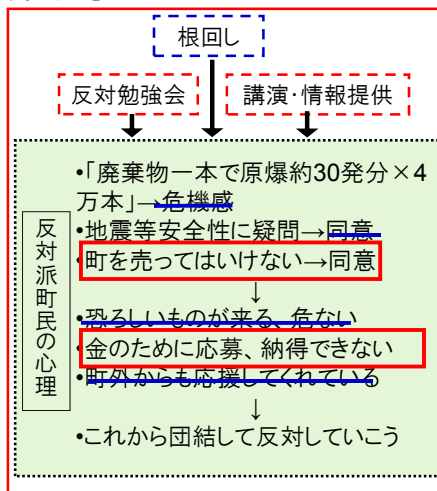 根回し
反対勉強会
講演・情報提供
反対派町民の心理
•「廃棄物一本で原爆約30発分×4
万本」→危機感
•地震等安全性に疑問→同意
•町を売ってはいけない→同意
↓
•恐ろしいものが来る、危ない
•金のために応募、納得できない
•町外からも応援してくれている
↓
•これから団結して反対していこう